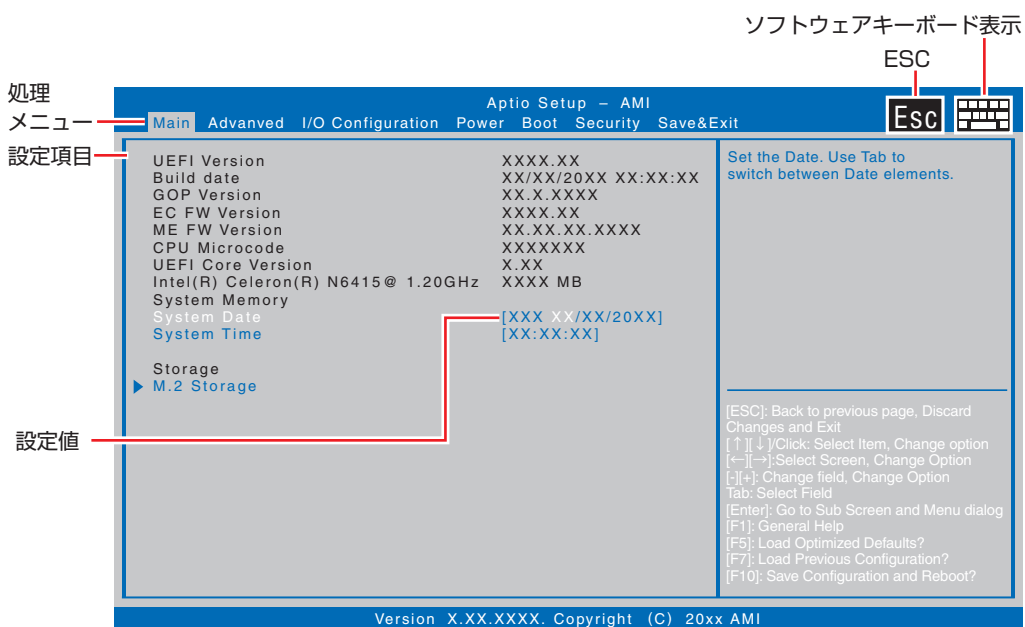 ソフトウェアキーボード表示
ESC
処理
メニュー
設定項目
設定値
Aptio Setup – AMI
Main Advanved I/O Configuration Power Boot Security Save&Exit
Esc
UEFI Version XXXX.XX
Build date XX/XX/20XX XX:XX:XX
GOP Version XX.X.XXXX
EC FW Version XXXX.XX
ME FW Version XX.XX.XX.XXXX
CPU Microcode XXXXXXX
UEFI Core Version X.XX
Intel(R) Celeron(R) N6415@ 1.20GHz XXXX MB
System Memory
System Date [XXX XX/XX/20XX]
System Time [XX:XX:XX]
Storage
M.2 Storage
Set the Date. Use Tab to
switch between Date elements.
[ESC]: Back to previous page, Discard
Changes and Exit
[↑][↓]/Click: Select Item, Change option
[←][→]:Select Screen, Change Option
[-][+]: Change field, Change Option
Tab: Select Field
[Enter]: Go to Sub Screen and Menu dialog
[F1]: General Help
[F5]: Load Optimized Defaults?
[F7]: Load Previous Configuration?
[F10]: Save Configuration and Reboot?
Version X.XX.XXXX. Copyright (C) 20xx AMI